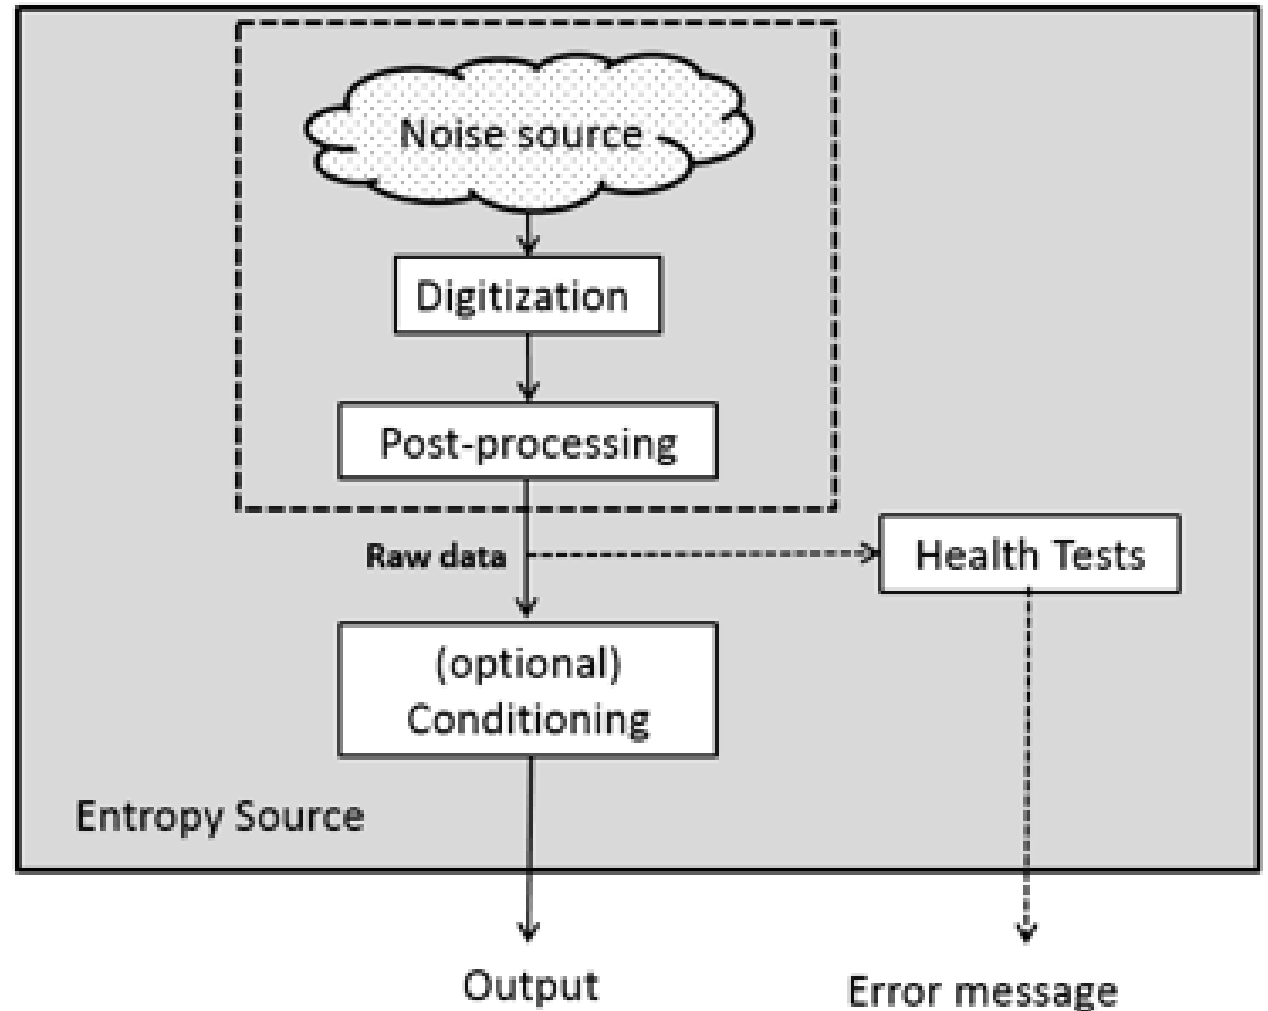 Noise source
Digitization
Post-processing
Raw data
Health Tests
(optional)
Conditioning
Entropy Source
Output
Error message